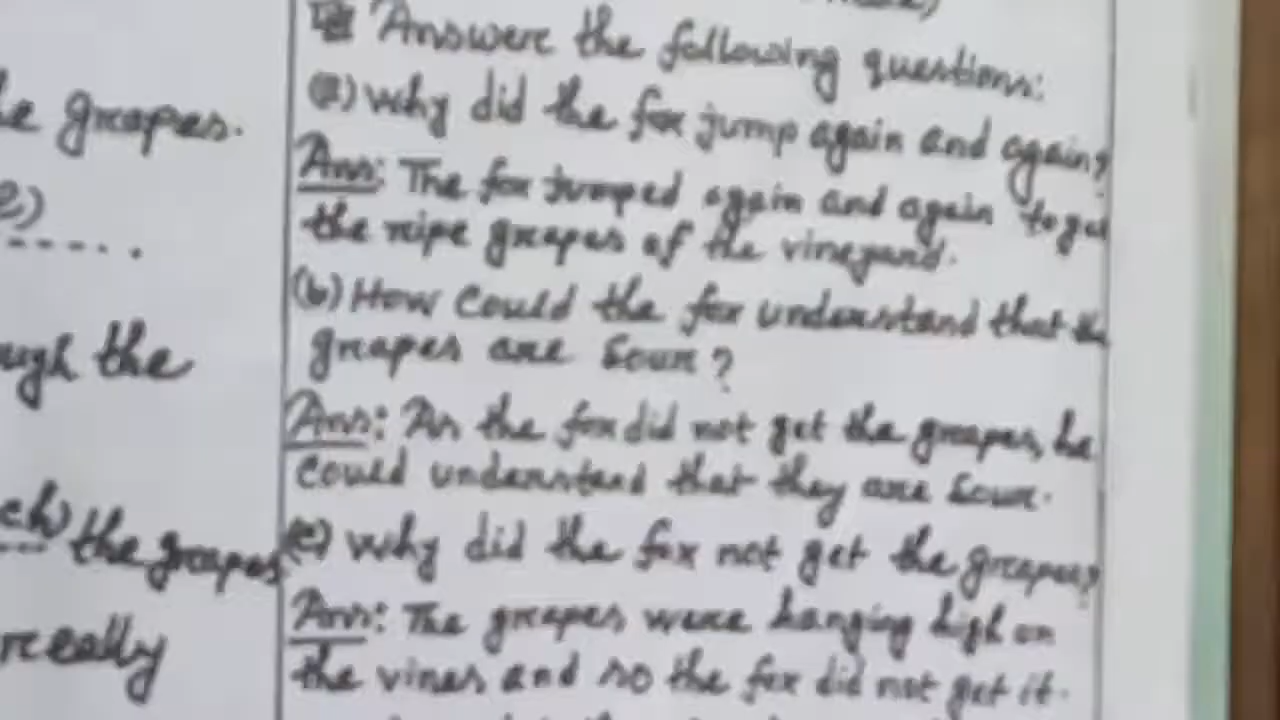 the grapes.
Answere the following questions:
(a) why did the fox jump again and again?
Ans: The fox jumped again and again to get
the ripe grapes of the vineyard.
(b) How could the fox understand that the
grapes are sour?
Ans: As the fox did not get the grapes, he
could understand that they are sour.
(c) why did the fox not get the grapes?
Ans: The grapes were hanging high on
the vines and so the fox did not get it.
the
the grapes
really